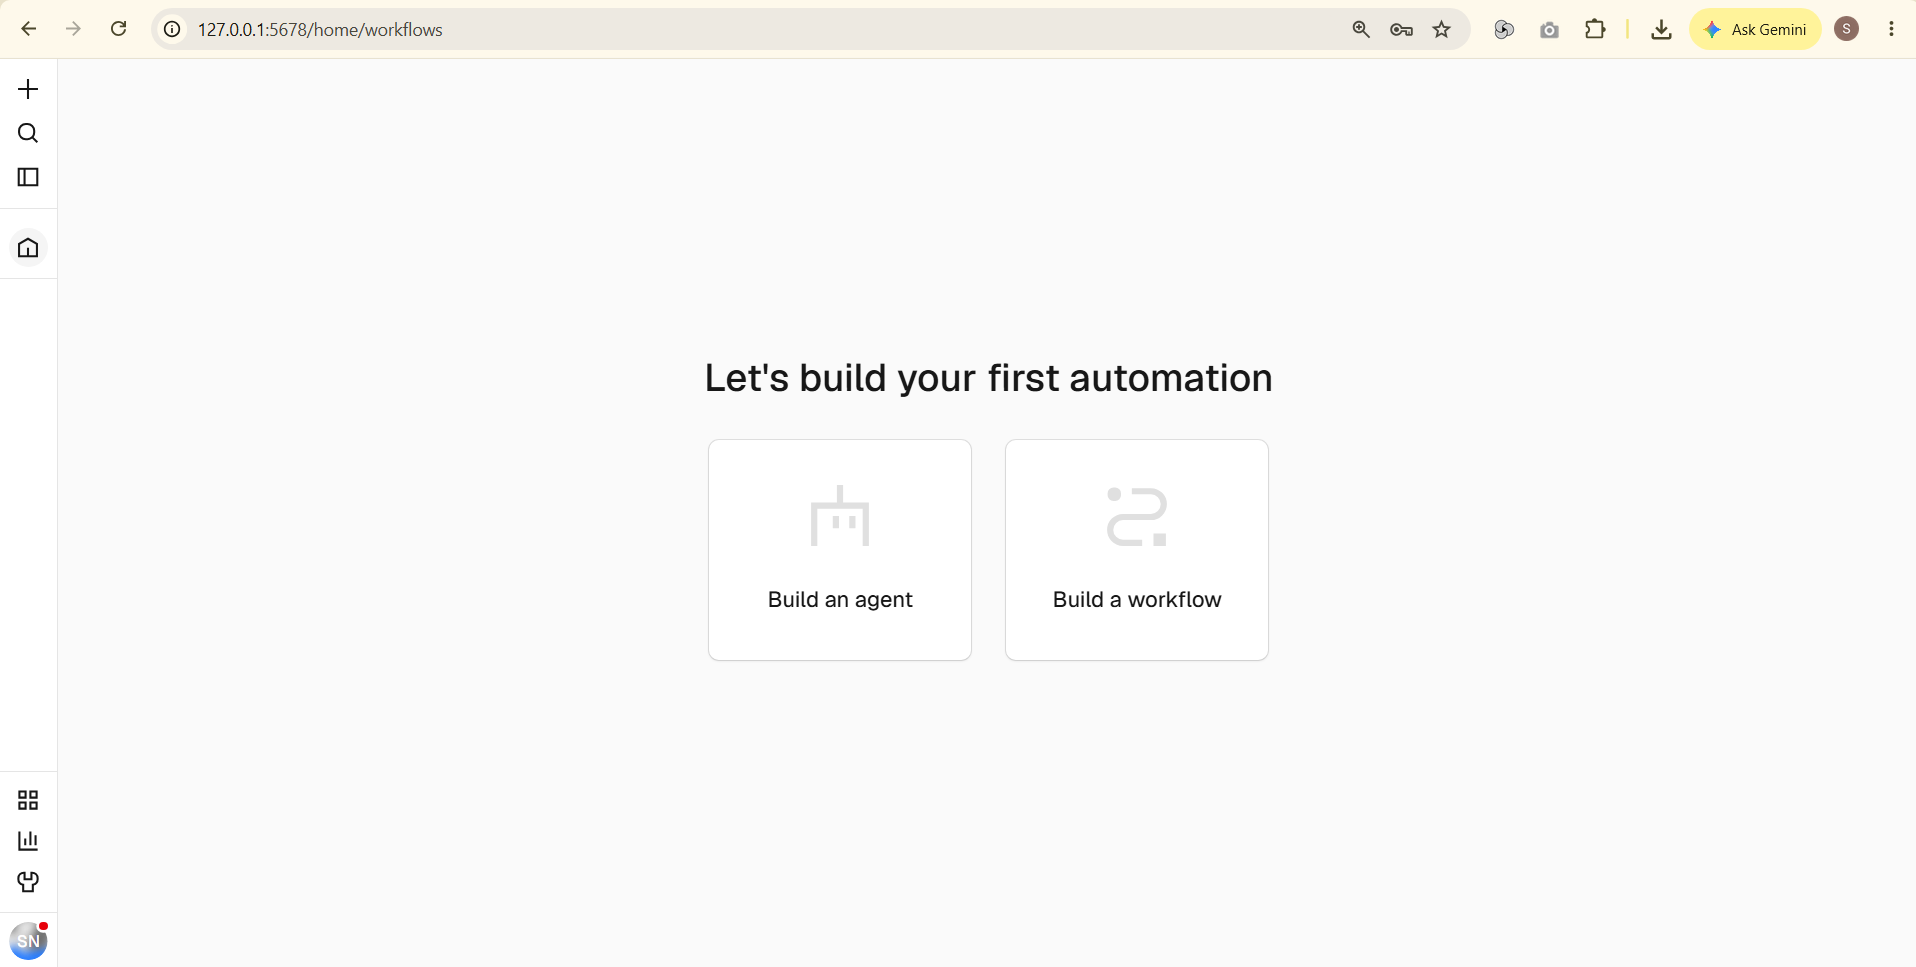 127.0.0.1:5678/home/workflows
Ask Gemini
S
Let's build your first automation
Build an agent
Build a workflow
SN